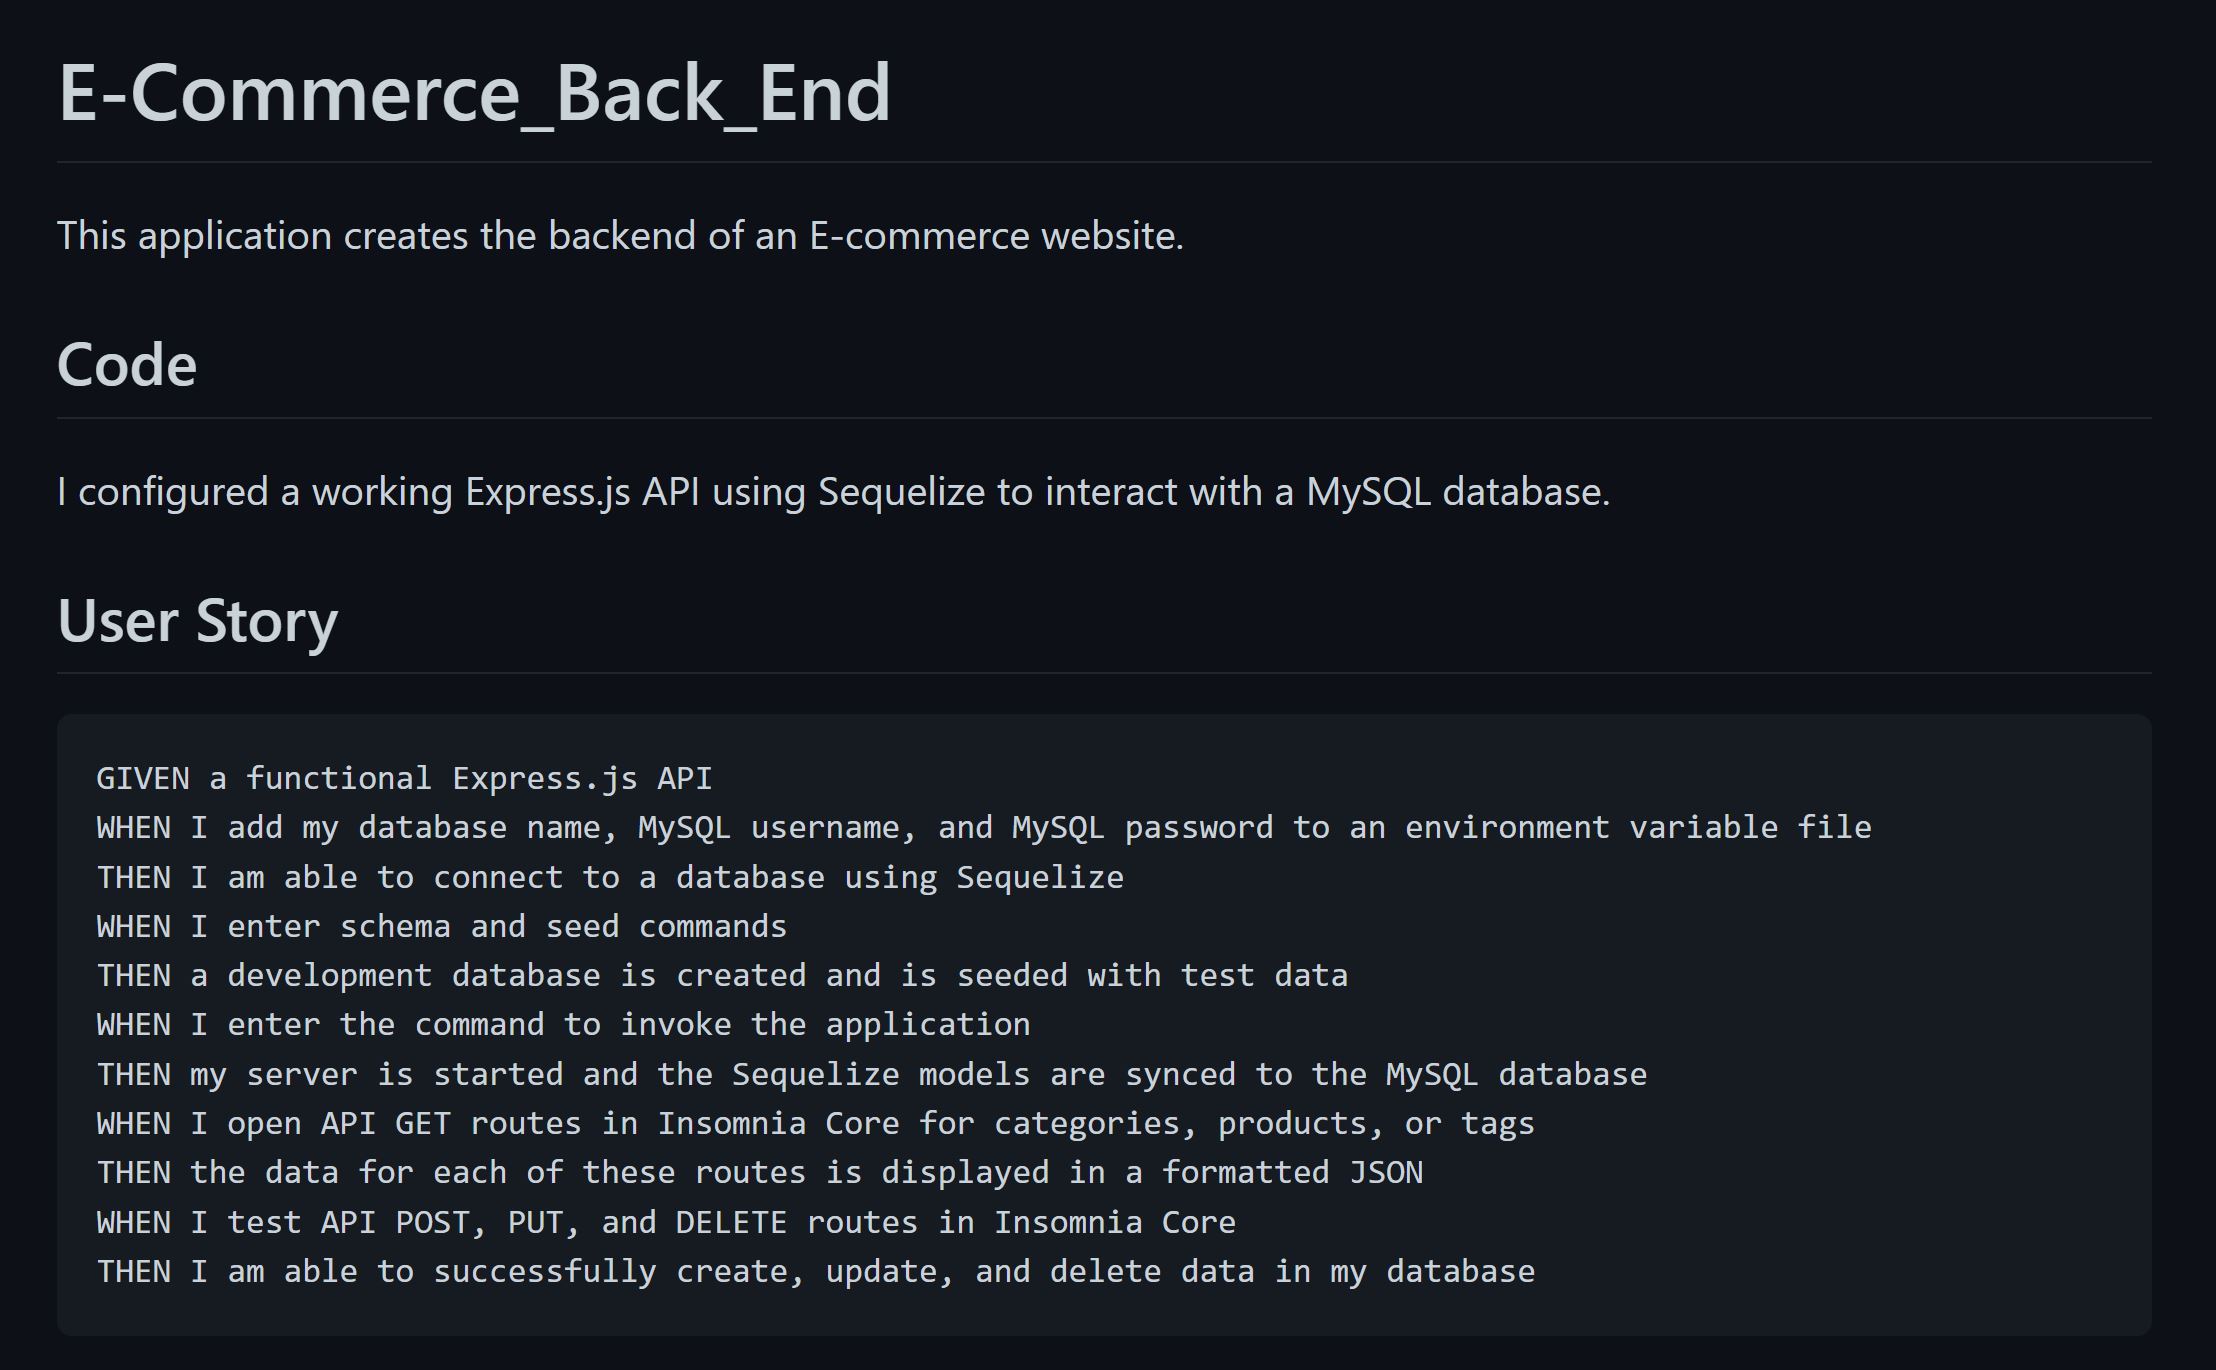 E-Commerce_Back_End
This application creates the backend of an E-commerce website.
Code
I configured a working Express.js API using Sequelize to interact with a MySQL database.
User Story
GIVEN a functional Express.js API
WHEN I add my database name, MySQL username, and MySQL password to an environment variable file
THEN I am able to connect to a database using Sequelize
WHEN I enter schema and seed commands
THEN a development database is created and is seeded with test data
WHEN I enter the command to invoke the application
THEN my server is started and the Sequelize models are synced to the MySQL database
WHEN I open API GET routes in Insomnia Core for categories, products, or tags
THEN the data for each of these routes is displayed in a formatted JSON
WHEN I test API POST, PUT, and DELETE routes in Insomnia Core
THEN I am able to successfully create, update, and delete data in my database